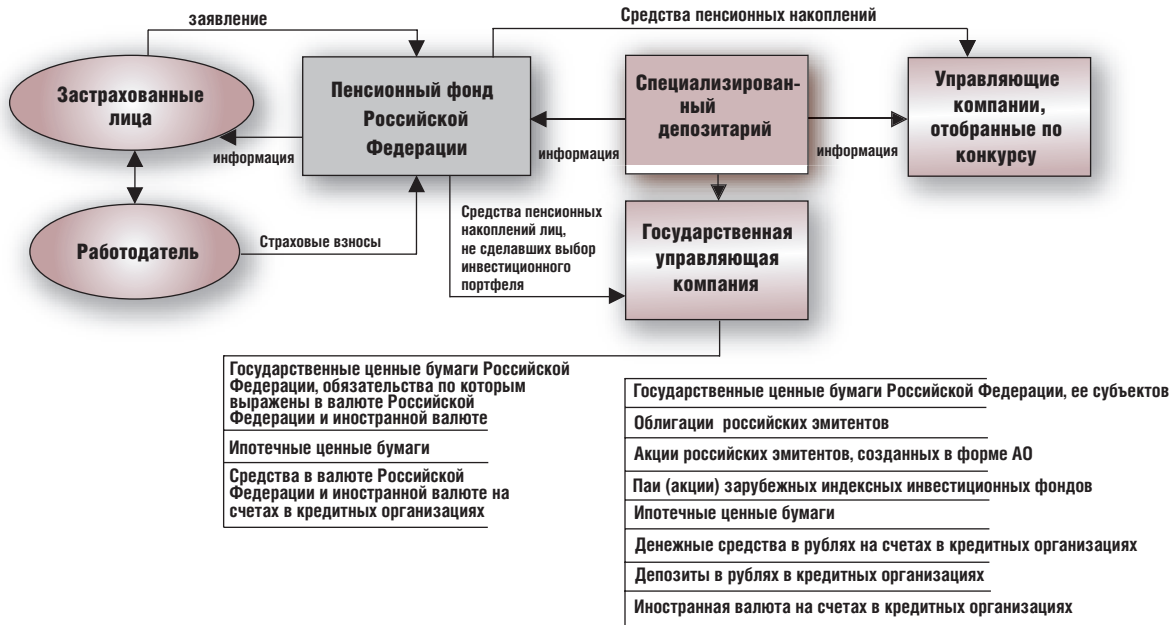 заявление
Средства пенсионных накоплений
Застрахованные
лица
Пенсионный фонд
Российской
Федерации
Специализирован-
ный
депозитарий
Управляющие
компании,
отобранные по
конкурсу
информация
информация
информация
Работодатель
Страховые взносы
Средства пенсионных
накоплений лиц,
не сделавших выбор
инвестиционного
портфеля
Государственная
управляющая
компания
Государственные ценные бумаги Российской
Федерации, обязательства по которым
выражены в валюте Российской
Федерации и иностранной валюте
Ипотечные ценные бумаги
Средства в валюте Российской
Федерации и иностранной валюте на
счетах в кредитных организациях
Государственные ценные бумаги Российской Федерации, ее субъектов
Облигации российских эмитентов
Акции российских эмитентов, созданных в форме АО
Паи (акции) зарубежных индексных инвестиционных фондов
Ипотечные ценные бумаги
Денежные средства в рублях на счетах в кредитных организациях
Депозиты в рублях в кредитных организациях
Иностранная валюта на счетах в кредитных организациях